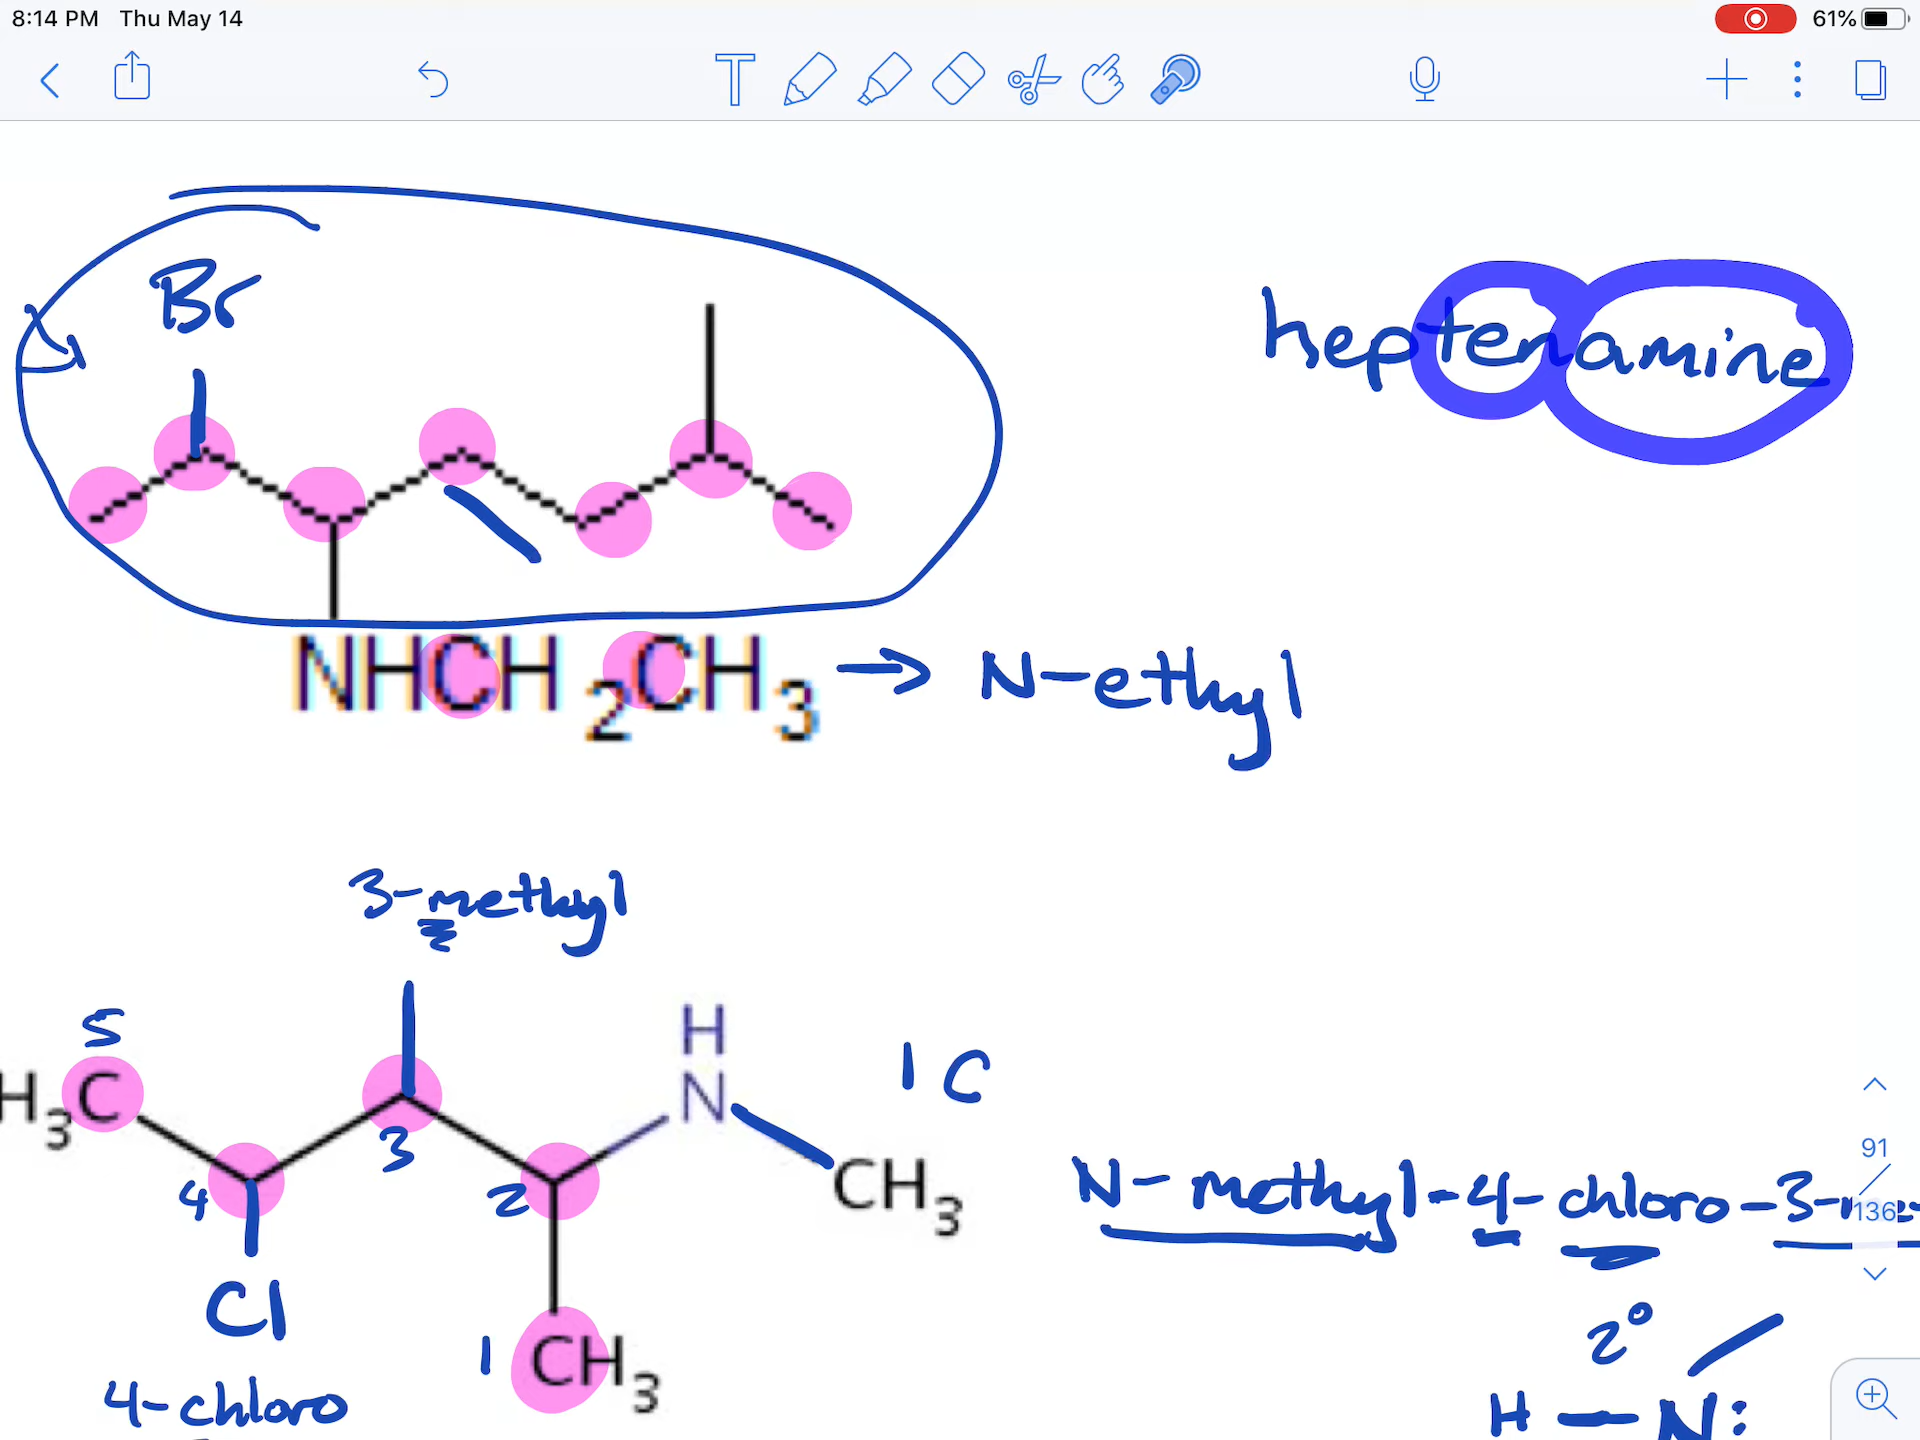 8:14 PM Thu May 14
61%
T
Br
heptenamine
NHCH2CH3 → N-ethyl
3-methyl
5
H
1 C
H3C
N
3
4
2
CH3
N-methyl-4-chloro-3-
91
136
Cl
2°
1
CH3
4-chloro
H — N: